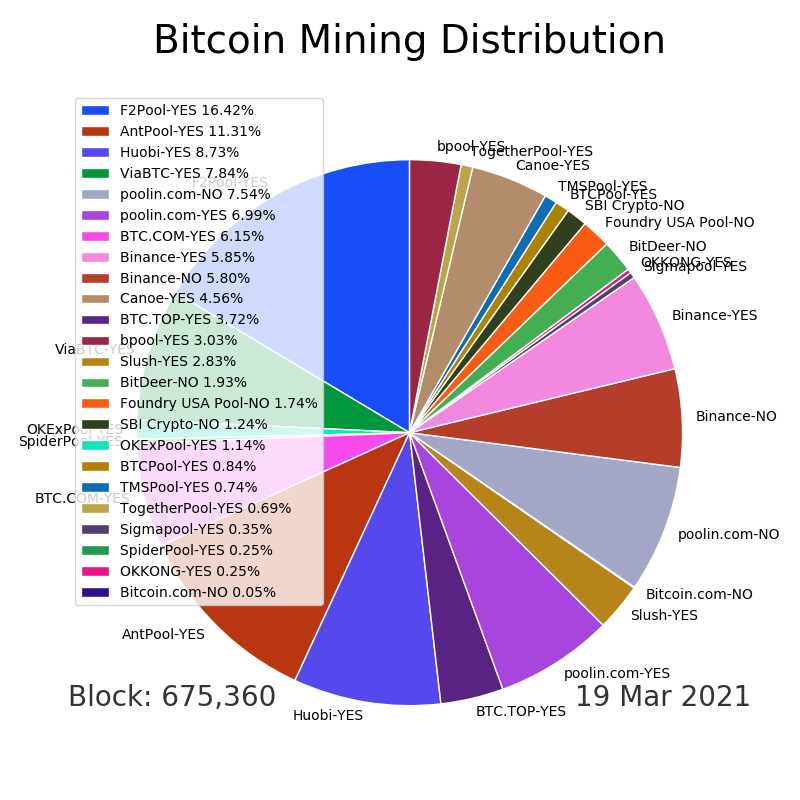 Bitcoin Mining Distribution
F2Pool-YES 16.42%
AntPool-YES 11.31%
Huobi-YES 8.73%
ViaBTC-YES 7.84%
poolin.com-NO 7.54%
poolin.com-YES 6.99%
BTC.COM-YES 6.15%
Binance-YES 5.85%
Binance-NO 5.80%
Canoe-YES 4.56%
BTC.TOP-YES 3.72%
bpool-YES 3.03%
Slush-YES 2.83%
BitDeer-NO 1.93%
Foundry USA Pool-NO 1.74%
SBI Crypto-NO 1.24%
OKExPool-YES 1.14%
BTCPool-YES 0.84%
TMSPool-YES 0.74%
TogetherPool-YES 0.69%
Sigmapool-YES 0.35%
SpiderPool-YES 0.25%
OKKONG-YES 0.25%
Bitcoin.com-NO 0.05%
F2Pool-YES
ViaBTC-YES
OKExPool-YES
SpiderPool-YES
BTC.COM-YES
AntPool-YES
Huobi-YES
BTC.TOP-YES
poolin.com-YES
Slush-YES
Bitcoin.com-NO
poolin.com-NO
Binance-NO
Binance-YES
Sigmapool-YES
OKKONG-YES
BitDeer-NO
Foundry USA Pool-NO
SBI Crypto-NO
BTCPool-YES
TMSPool-YES
Canoe-YES
TogetherPool-YES
bpool-YES
Block: 675,360
19 Mar 2021